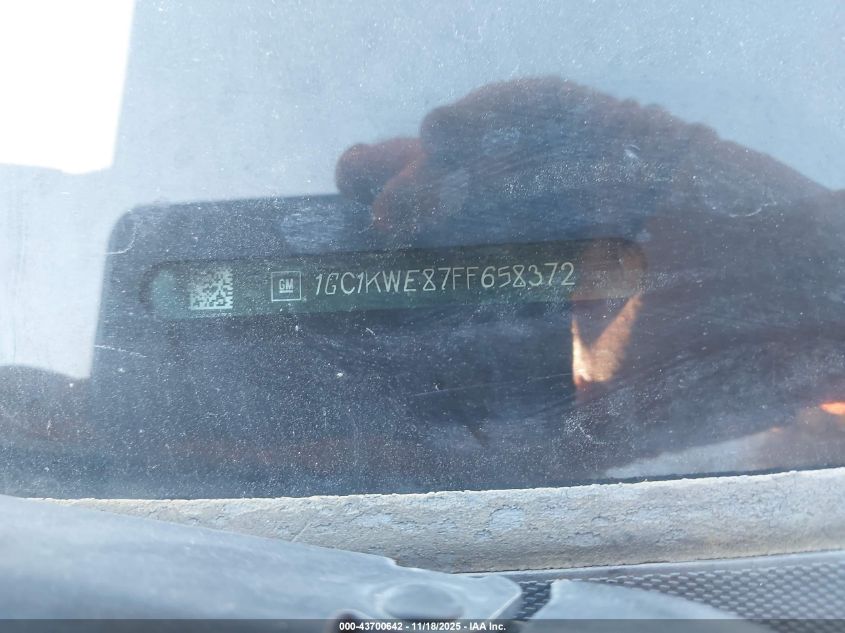 GM 1GC1KWE87FF658372
000-43700642 - 11/18/2025 - IAA Inc.